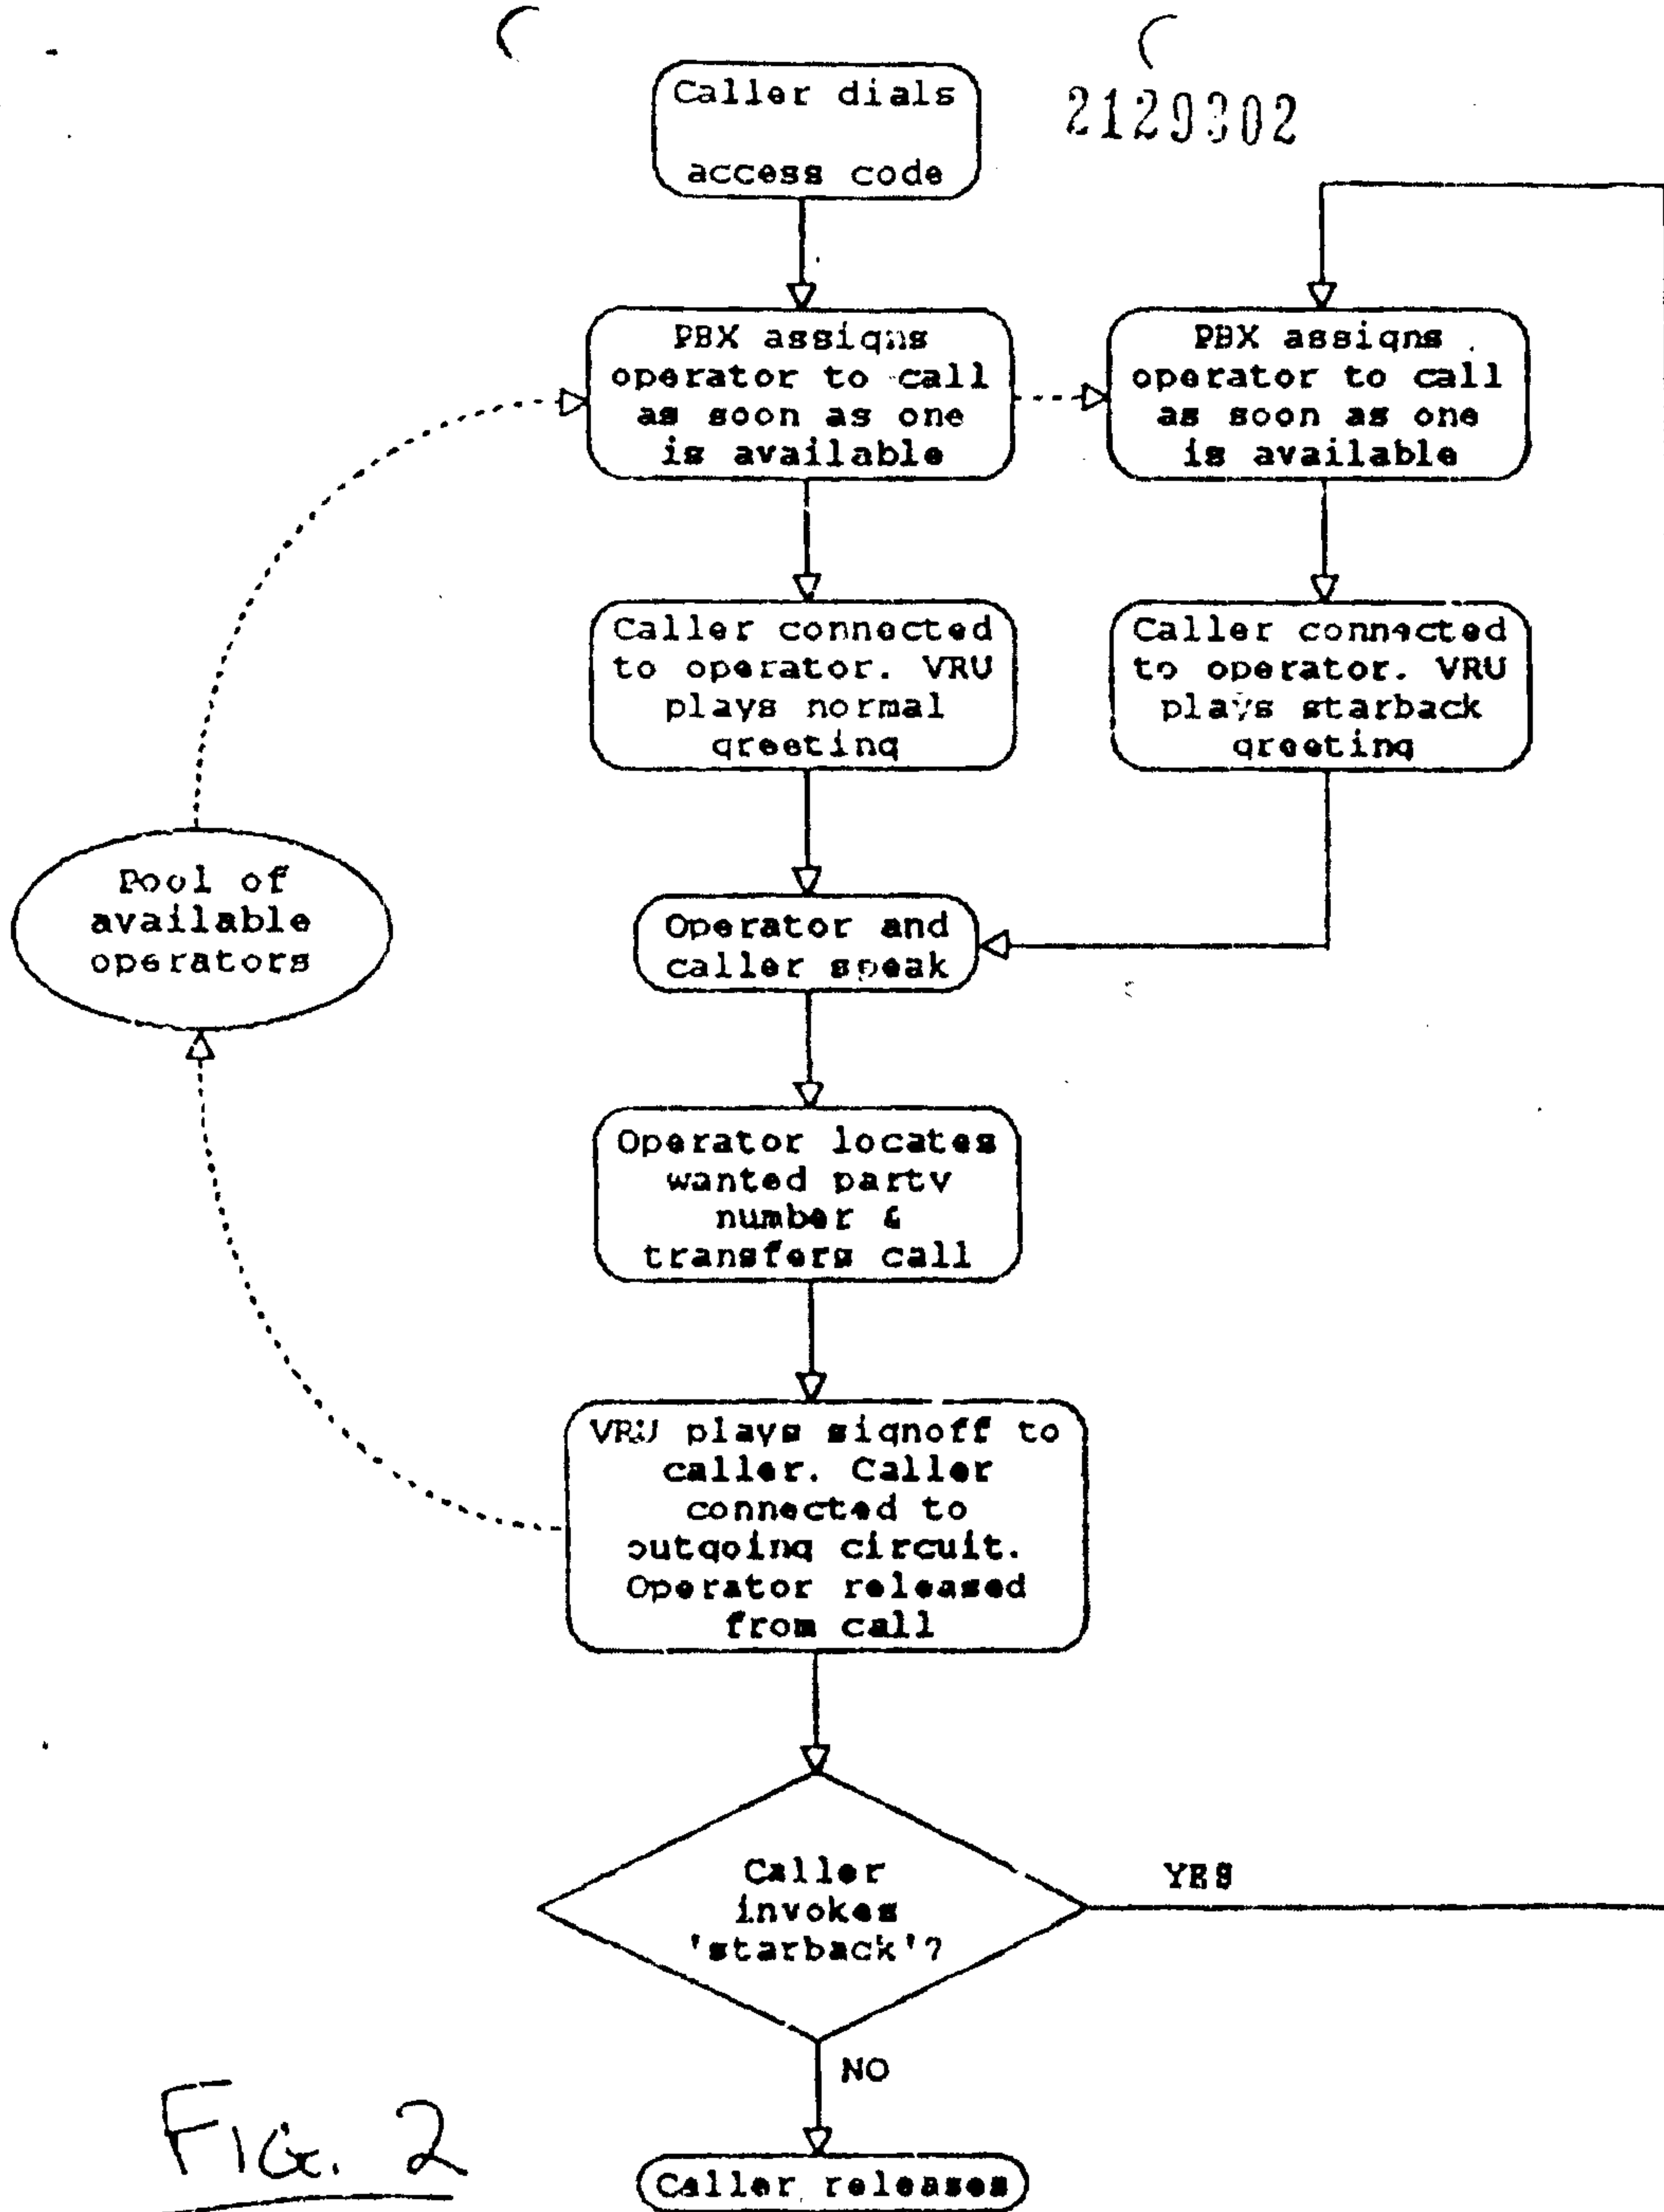 Caller dials
access code
PBX assigns
operator to call
as soon as one
is available
PBX assigns
operator to call
as soon as one
is available
Caller connected
to operator. VRU
plays normal
greeting
Caller connected
to operator. VRU
plays starback
greeting
Pool of
available
operators
Operator and
caller speak
Operator locates
wanted party
number &
transfers call
VRU plays signoff to
caller. Caller
connected to
outgoing circuit.
Operator released
from call
Caller
invokes
'starback'?
YES
NO
Caller releases
FIG. 2